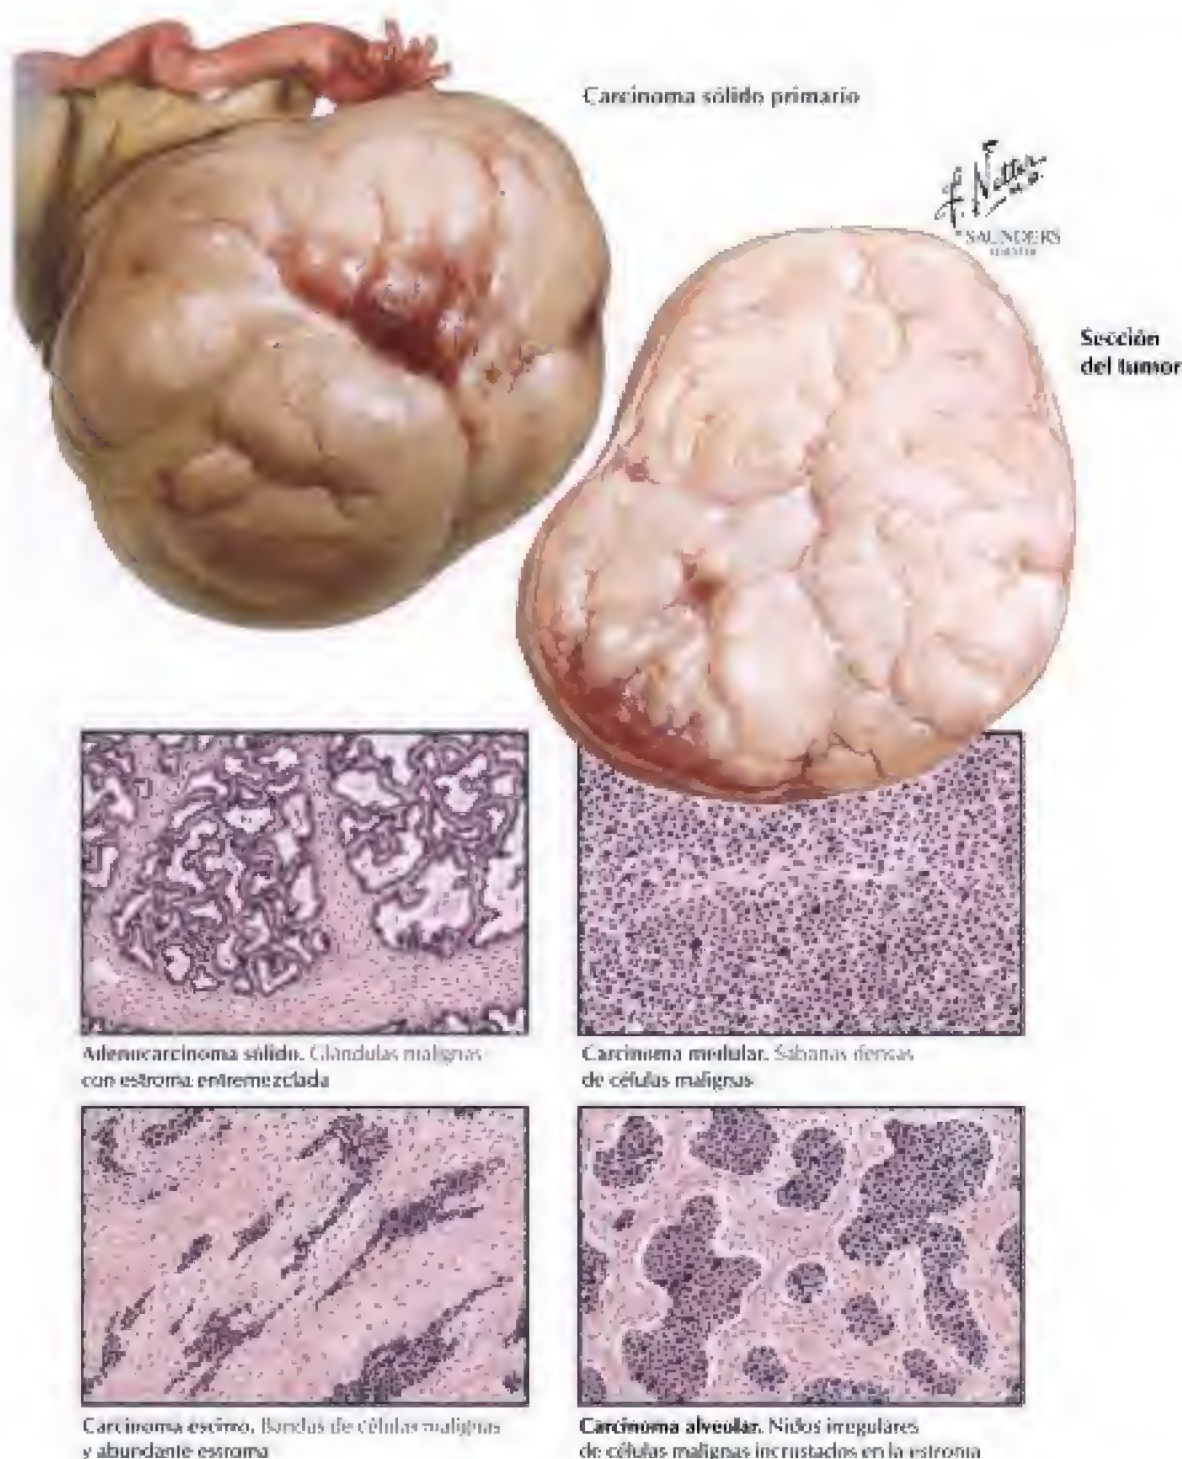 Carcinoma sólido primario
F. Netter
M.D.
SAUNDERS
Sección
del tumor
Adenocarcinoma sólido. Glándulas malignas
con estroma entremezclada
Carcinoma medular. Sábanas densas
de células malignas
Carcinoma escirro. Bandas de células malignas
y abundante estroma
Carcinoma alveolar. Nidos irregulares
de células malignas incrustados en la estroma